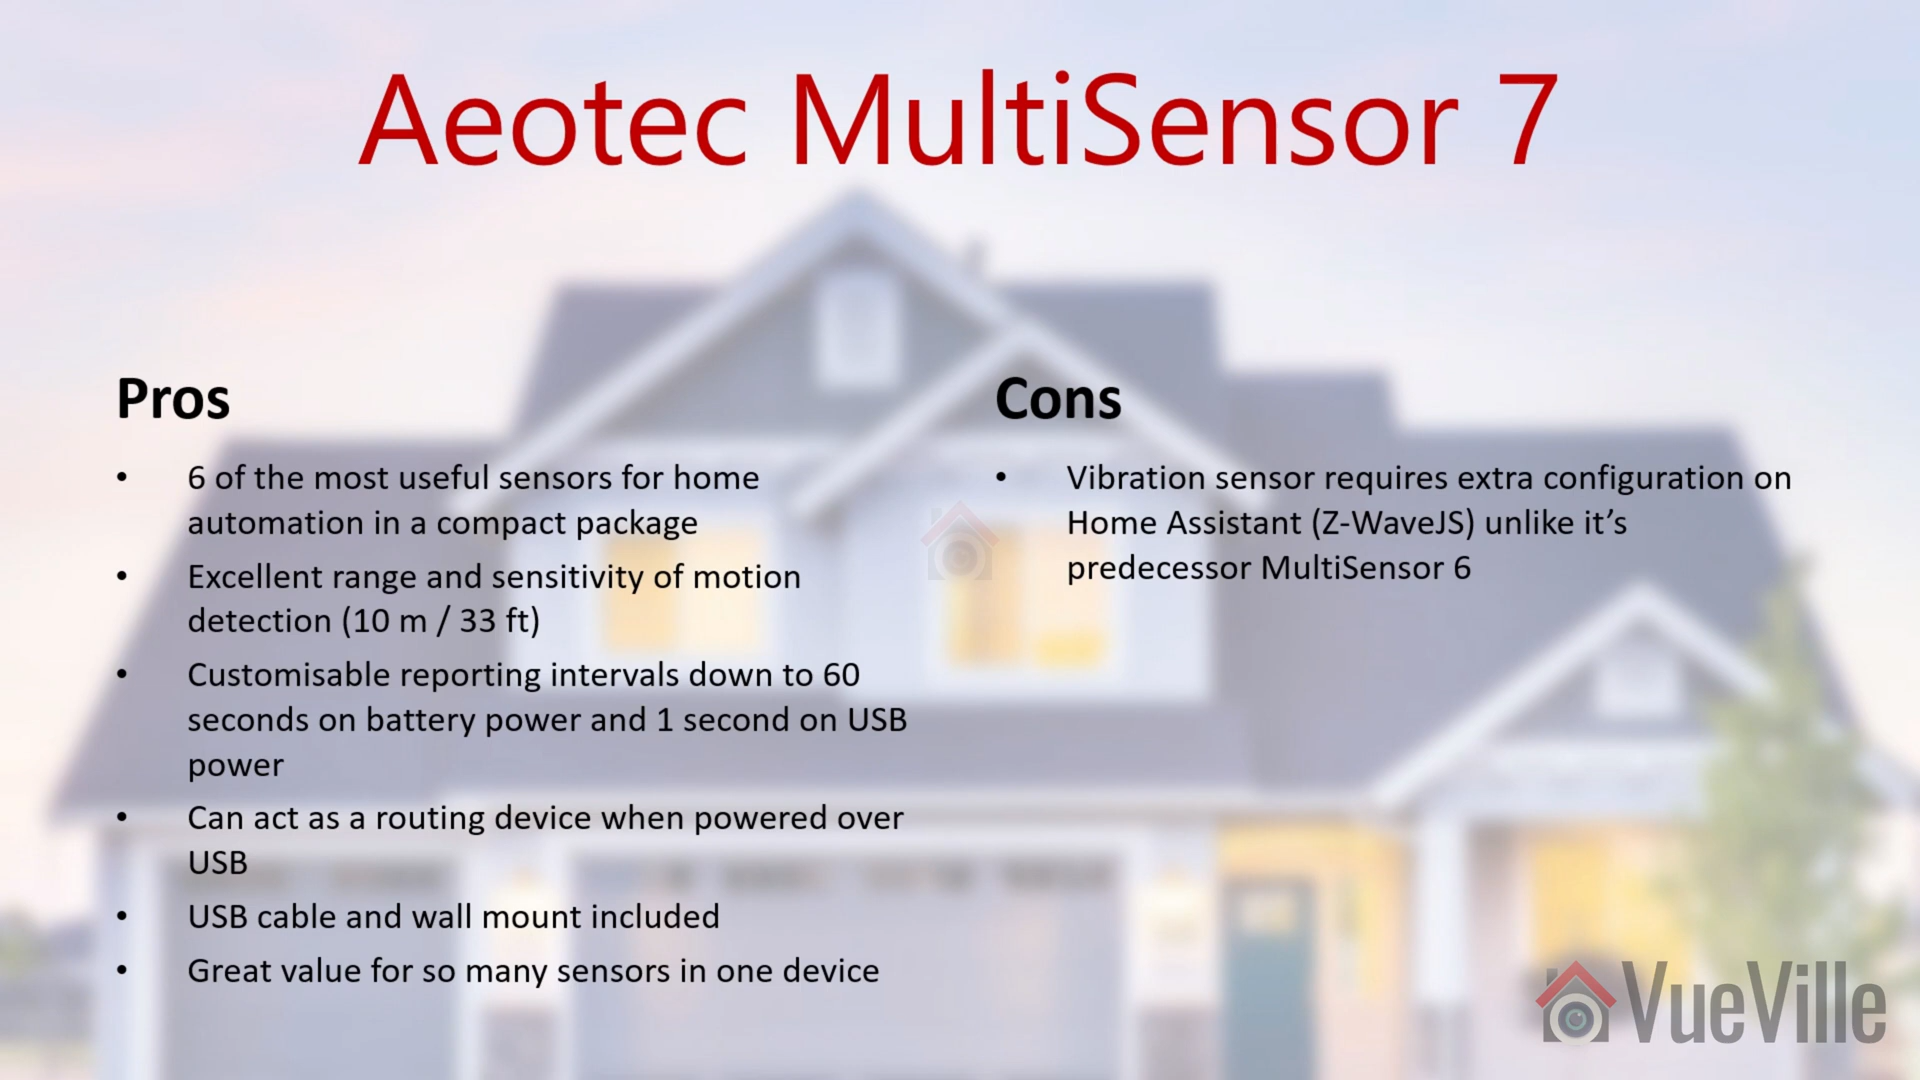 Aeotec MultiSensor 7
Pros
• 6 of the most useful sensors for home
automation in a compact package
• Excellent range and sensitivity of motion
detection (10 m / 33 ft)
• Customisable reporting intervals down to 60
seconds on battery power and 1 second on USB
power
• Can act as a routing device when powered over
USB
• USB cable and wall mount included
• Great value for so many sensors in one device
Cons
• Vibration sensor requires extra configuration on
Home Assistant (Z-WaveJS) unlike it’s
predecessor MultiSensor 6
VueVille